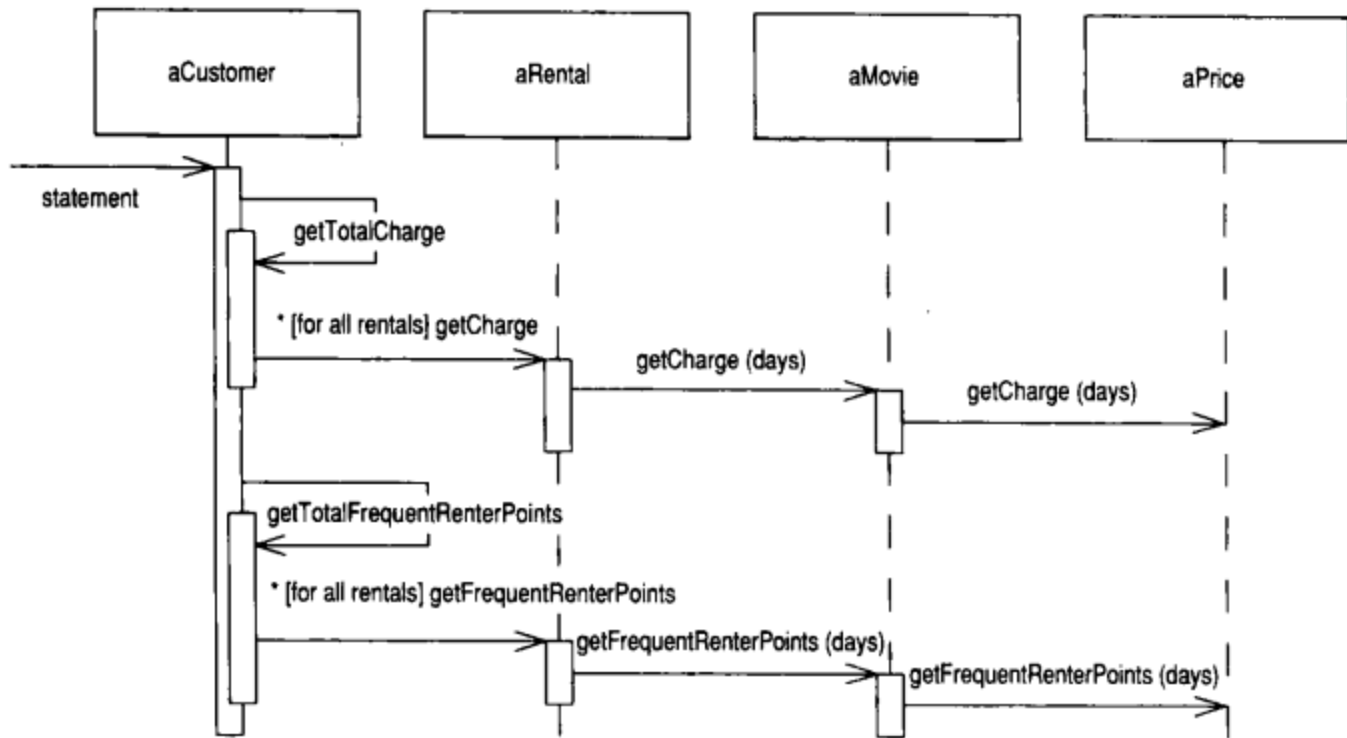 aCustomer
aRental
aMovie
aPrice
statement
getTotalCharge
* [for all rentals] getCharge
getCharge (days)
getCharge (days)
getTotalFrequentRenterPoints
* [for all rentals] getFrequentRenterPoints
getFrequentRenterPoints (days)
getFrequentRenterPoints (days)